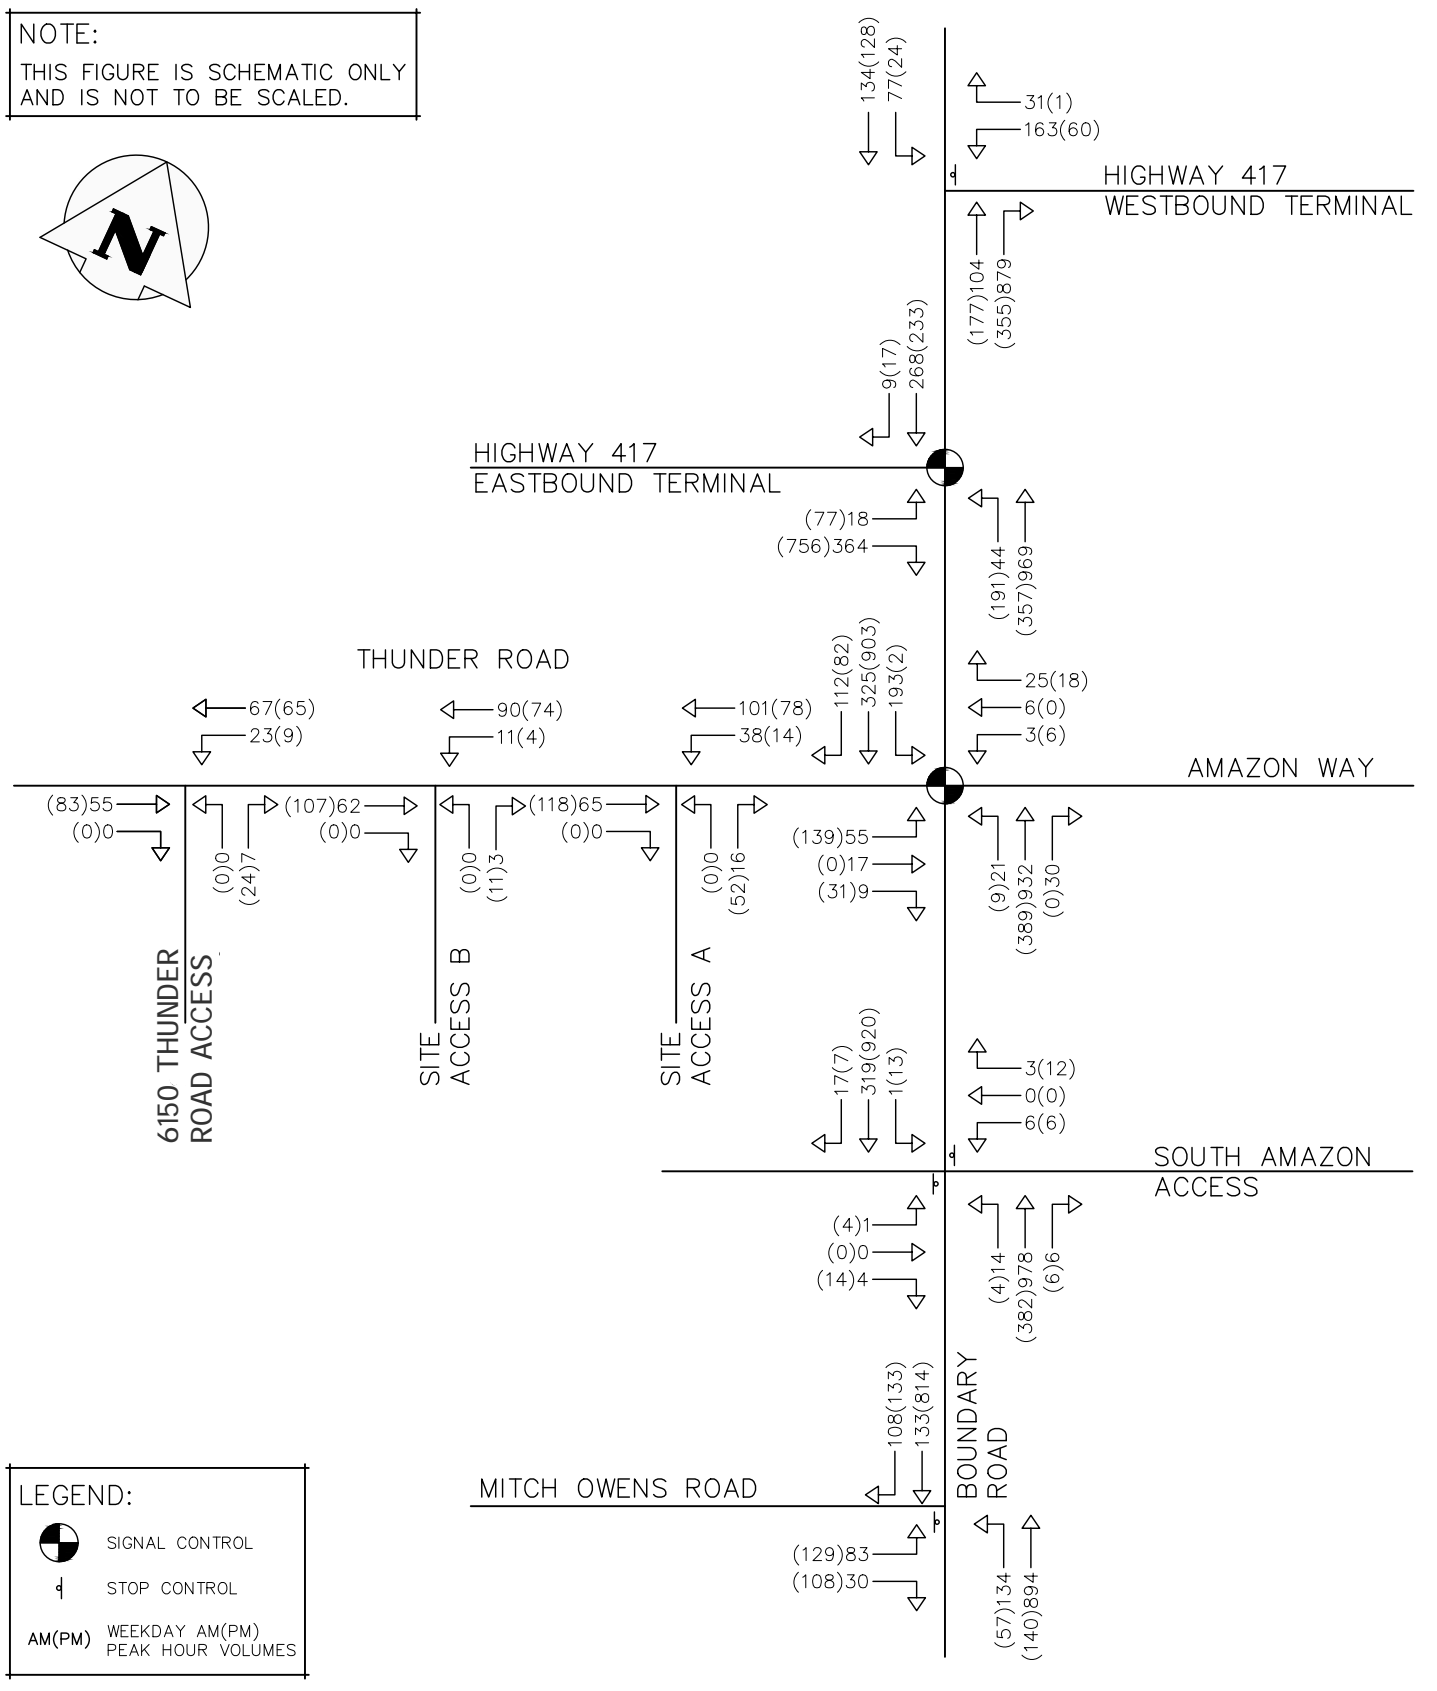 NOTE:
THIS FIGURE IS SCHEMATIC ONLY
AND IS NOT TO BE SCALED.
N
134(128)
77(24)
31(1)
163(60)
HIGHWAY 417
WESTBOUND TERMINAL
(177)104
(355)879
9(17)
268(233)
HIGHWAY 417
EASTBOUND TERMINAL
(77)18
(756)364
(191)44
(357)969
THUNDER ROAD
67(65)
23(9)
90(74)
11(4)
101(78)
38(14)
112(82)
325(903)
193(2)
25(18)
6(0)
3(6)
AMAZON WAY
(83)55
(0)0
(0)0
(24)7
(107)62
(0)0
(0)0
(11)3
(118)65
(0)0
(0)0
(52)16
(139)55
(0)17
(31)9
(9)21
(389)932
(0)30
6150 THUNDER
ROAD ACCESS
SITE
ACCESS B
SITE
ACCESS A
17(7)
319(920)
1(13)
3(12)
0(0)
6(6)
SOUTH AMAZON
ACCESS
(4)1
(0)0
(14)4
(4)14
(382)978
(6)6
108(133)
133(814)
BOUNDARY
ROAD
MITCH OWENS ROAD
(129)83
(108)30
(57)134
(140)894
LEGEND:
SIGNAL CONTROL
STOP CONTROL
AM(PM) WEEKDAY AM(PM)
PEAK HOUR VOLUMES